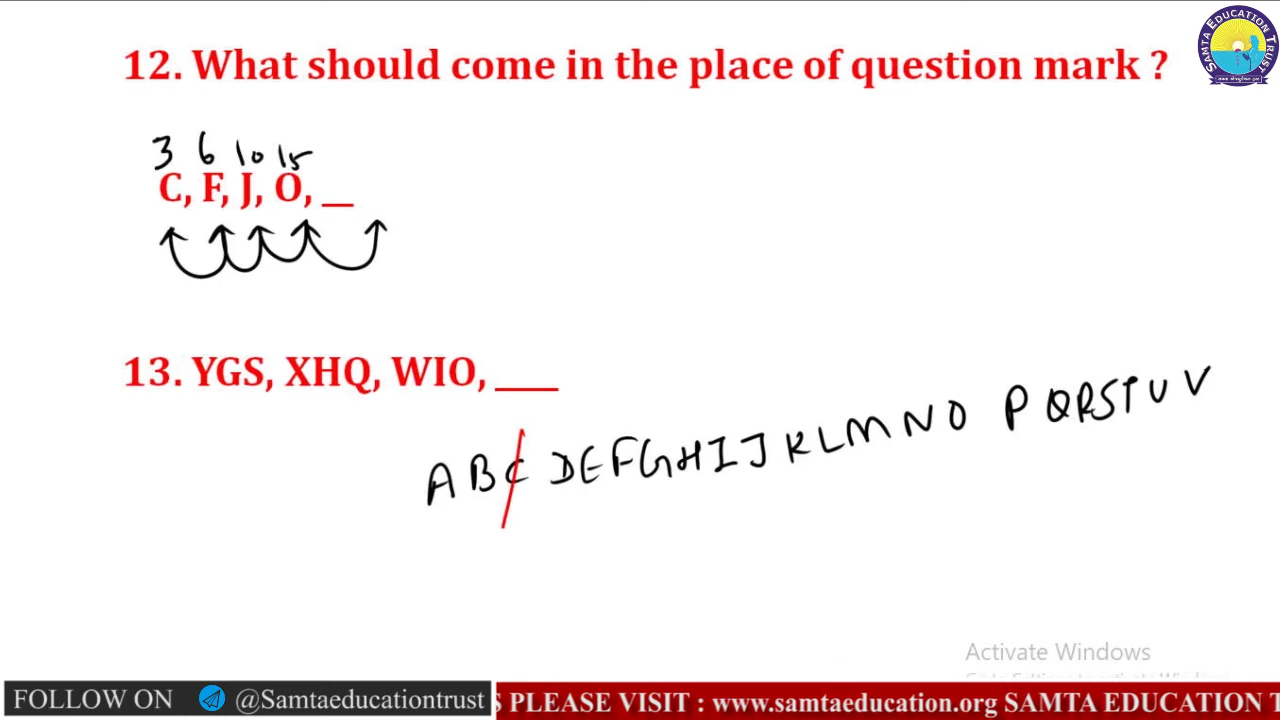 SAMTA EDUCATION TRUST
12. What should come in the place of question mark ?
3 6 10 15
C, F, J, O, __
13. YGS, XHQ, WIO, ____
A B C D E F G H I J K L M N O P Q R S T U V
Activate Windows
FOLLOW ON @Samtaeducationtrust
PLEASE VISIT : www.samtaeducation.org SAMTA EDUCATION